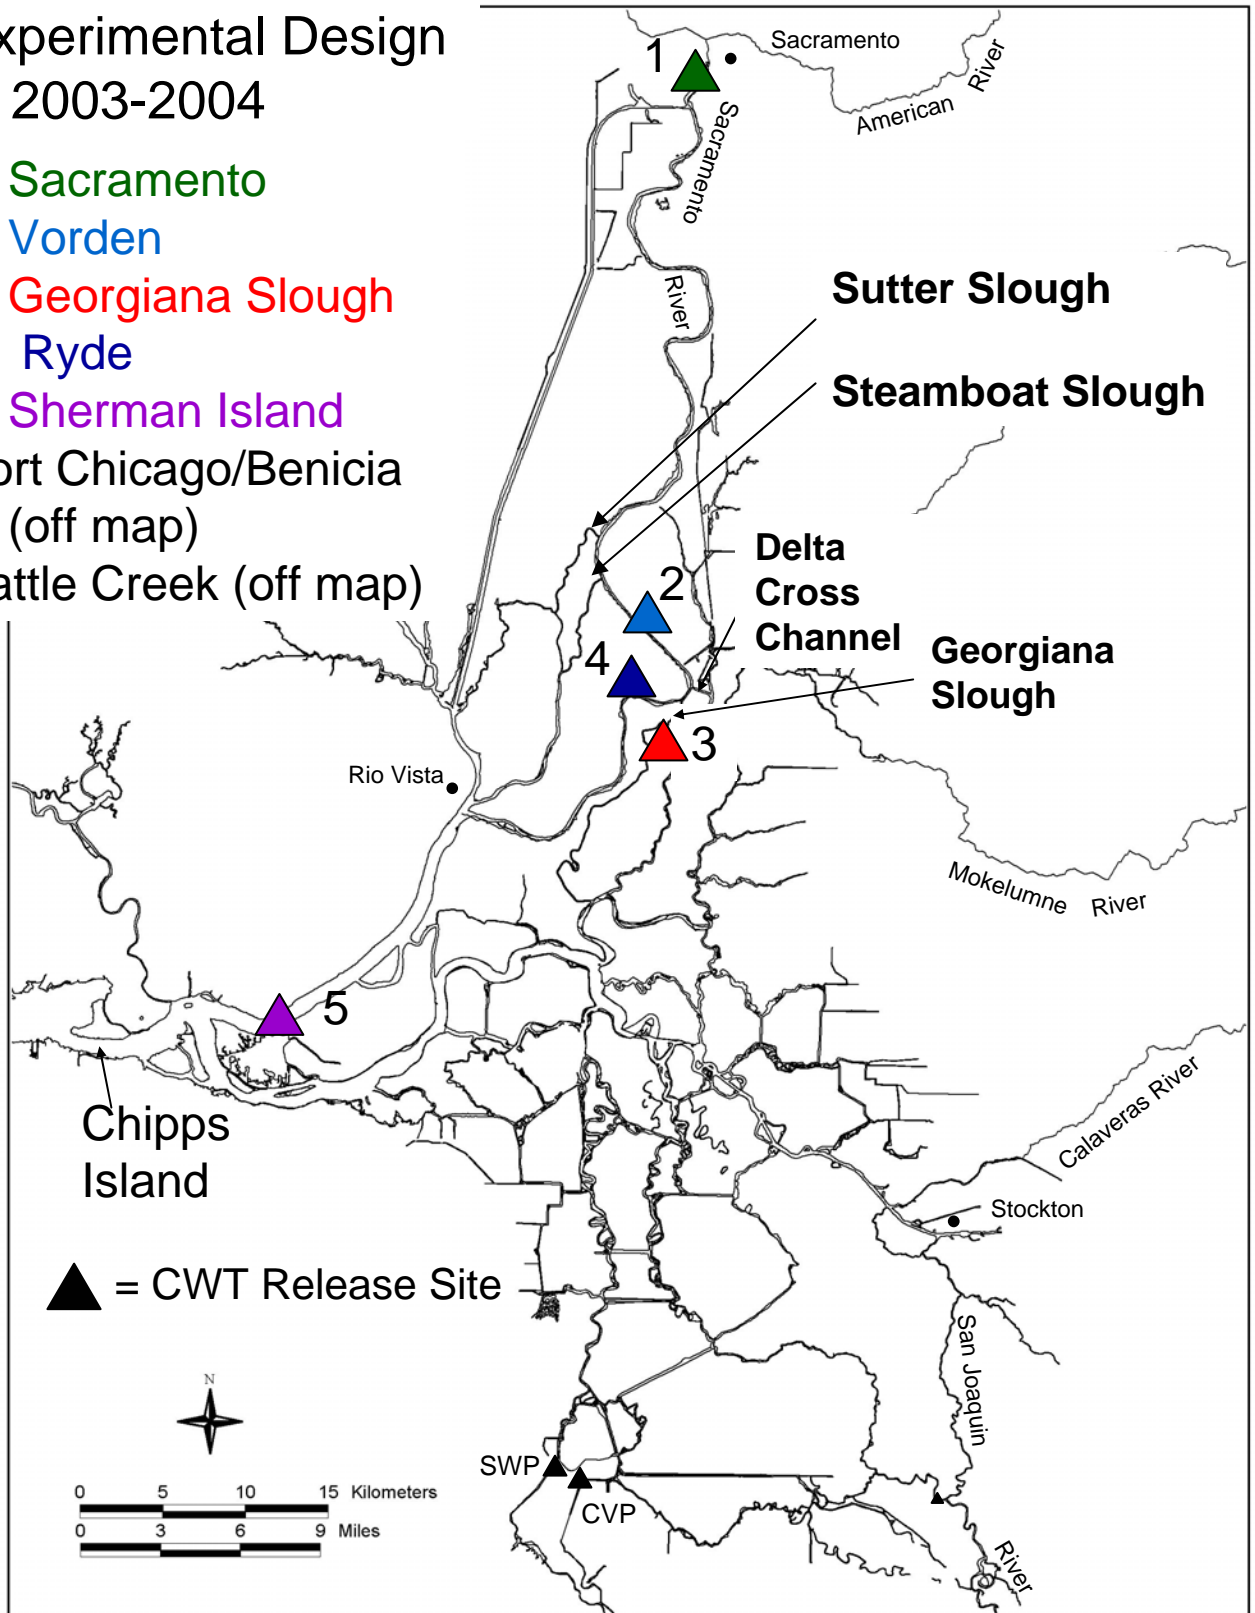 xperimental Design
2003-2004
Sacramento
Vorden
Georgiana Slough
Ryde
Sherman Island
ort Chicago/Benicia
(off map)
attle Creek (off map)
1
Sacramento
American River
Sacramento
River
Sutter Slough
Steamboat Slough
Delta
Cross
Channel
2
4
Georgiana
Slough
3
Rio Vista
Mokelumne River
5
Chipps
Island
Calaveras River
Stockton
= CWT Release Site
San Joaquin
River
N
SWP
CVP
0 5 10 15 Kilometers
0 3 6 9 Miles